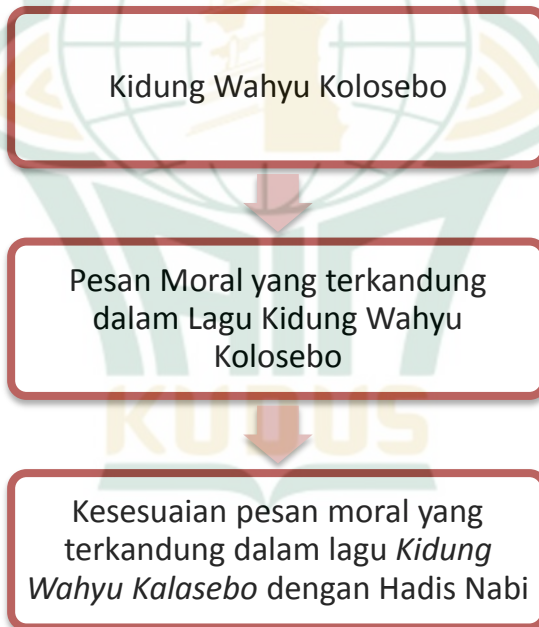 Kidung Wahyu Kolosebo
Pesan Moral yang terkandung
dalam Lagu Kidung Wahyu
Kolosebo
KUDUS
Kesesuaian pesan moral yang
terkandung dalam lagu Kidung
Wahyu Kalasebo dengan Hadis Nabi